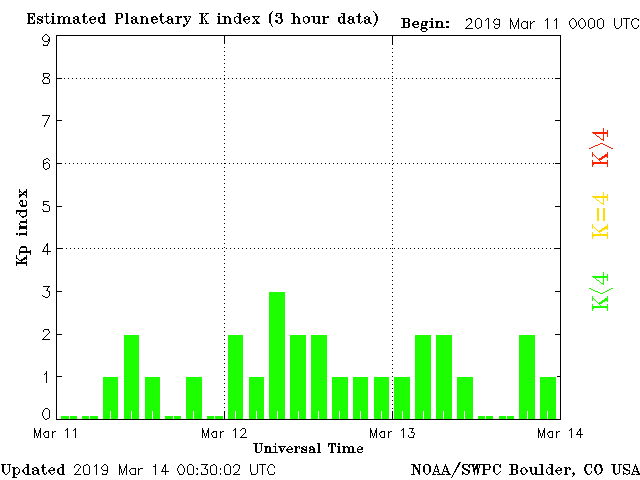 Estimated Planetary K index (3 hour data) Begin: 2019 Mar 11 0000 UTC
9
8
7
6
5
4
3
2
1
0
Kp index
K>4
K=4
K<4
Mar 11 Mar 12 Mar 13 Mar 14
Universal Time
Updated 2019 Mar 14 00:30:02 UTC NOAA/SWPC Boulder, CO USA